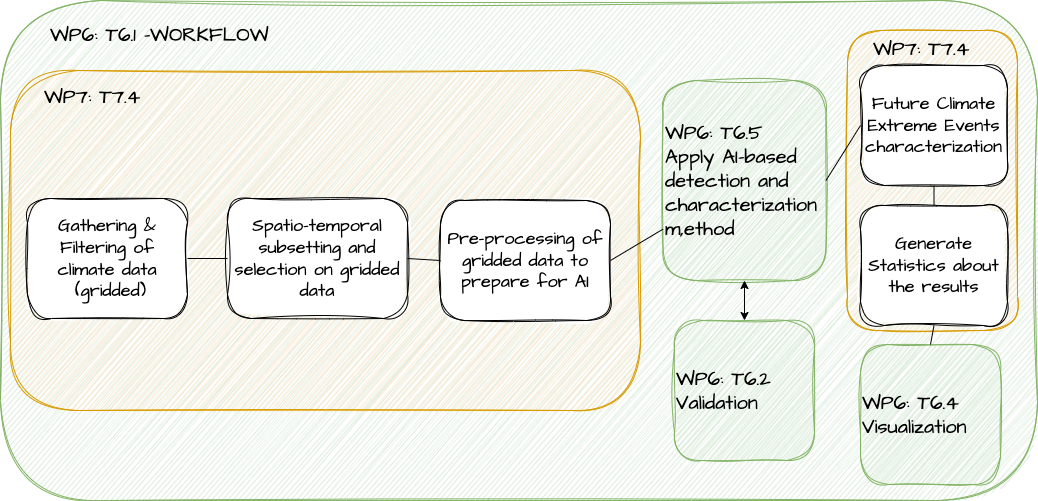 WP6: T6.1 -WORKFLOW
WP7: T7.4
Gathering &
Filtering of
climate data
(gridded)
Spatio-temporal
subsetting and
selection on gridded
data
Pre-processing of
gridded data to
prepare for AI
WP6: T6.5
Apply AI-based
detection and
characterization
m,ethod
WP6: T6.2
Validation
WP7: T7.4
Future Climate
Extreme Events
characterization
Generate
Statistics about
the results
WP6: T6.4
Visualization